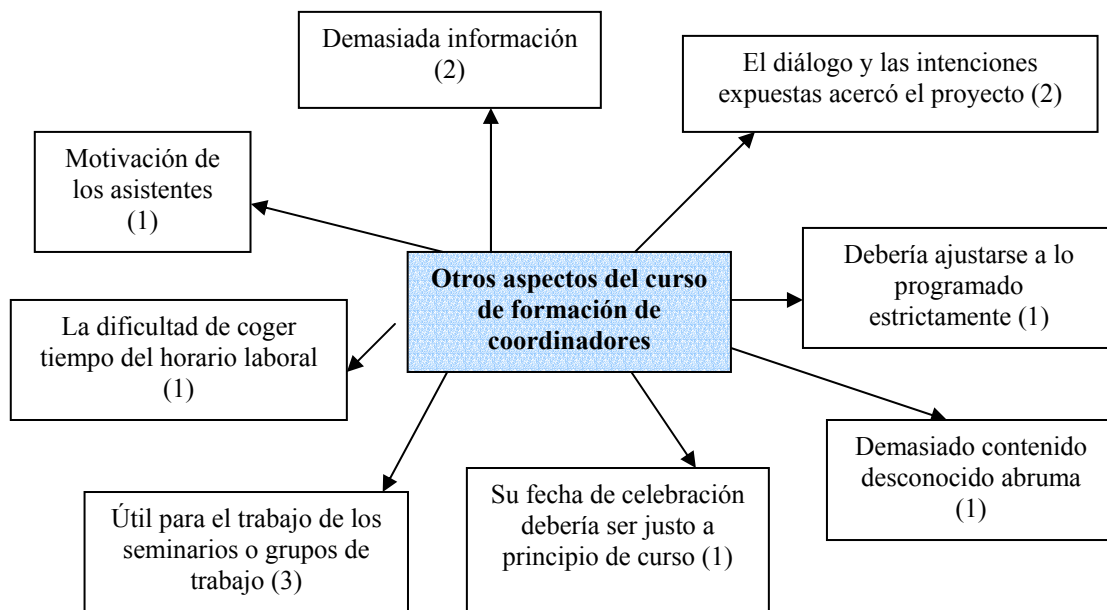 Demasiada información
(2)
El diálogo y las intenciones
expuestas acercó el proyecto (2)
Motivación de
los asistentes
(1)
Otros aspectos del curso
de formación de
coordinadores
Debería ajustarse a lo
programado
estrictamente (1)
La dificultad de coger
tiempo del horario laboral
(1)
Demasiado contenido
desconocido abruma
(1)
Útil para el trabajo de los
seminarios o grupos de
trabajo (3)
Su fecha de celebración
debería ser justo a
principio de curso (1)